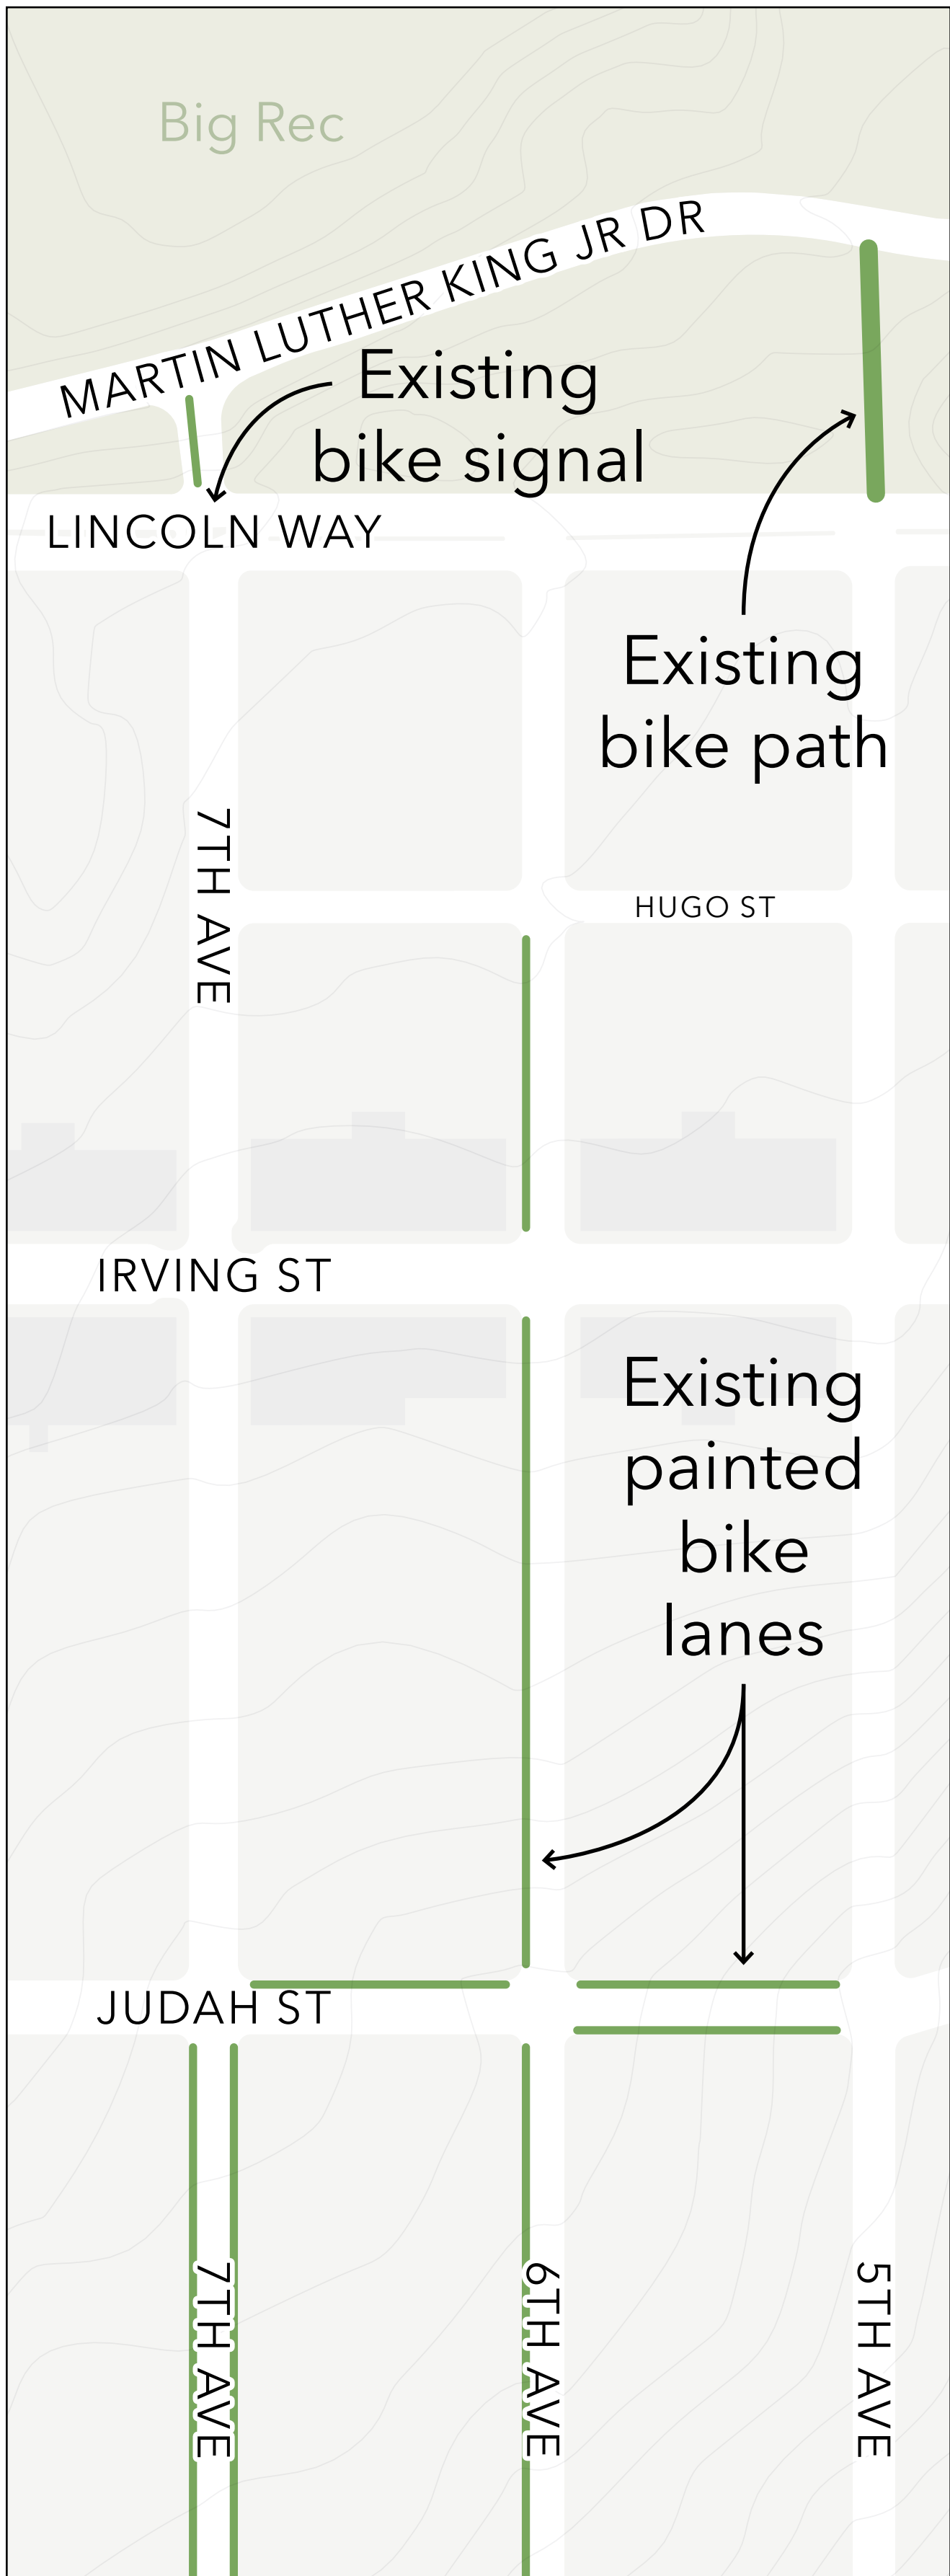 Big Rec
MARTIN LUTHER KING JR DR
Existing
bike signal
LINCOLN WAY
Existing
bike path
7TH AVE
HUGO ST
IRVING ST
Existing
painted
bike
lanes
JUDAH ST
7TH AVE
6TH AVE
5TH AVE